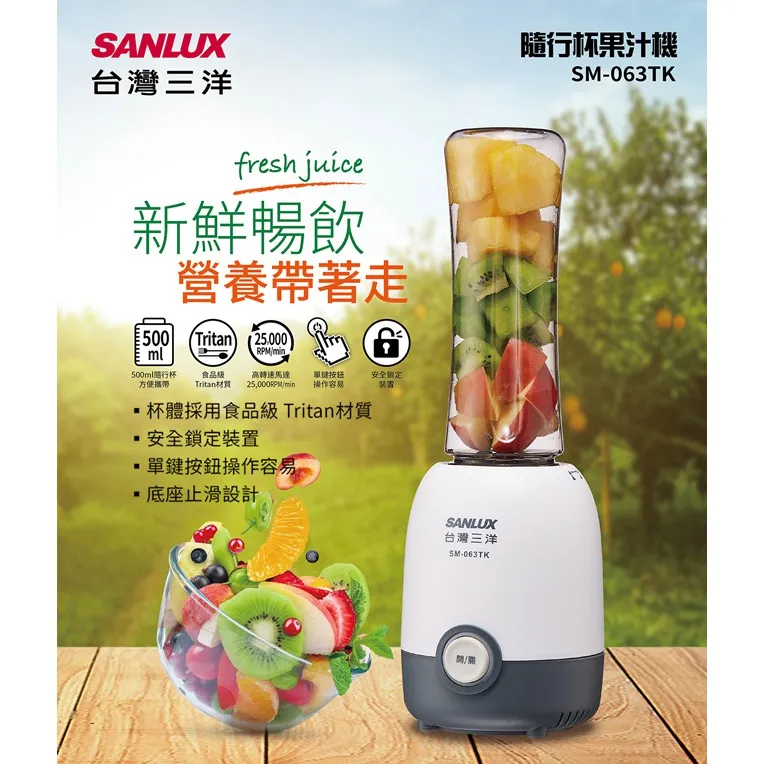 SANLUX
台灣三洋
隨行杯果汁機
SM-063TK
fresh juice
新鮮暢飲
營養帶著走
500
ml
Tritan
25,000
RPM/min
500ml隨行杯
方便攜帶
食品級
Tritan材質
高轉速馬達
25,000RPM/min
單鍵按鈕
操作容易
安全鎖定
裝置
▪ 杯體採用食品級 Tritan材質
▪ 安全鎖定裝置
▪ 單鍵按鈕操作容易
▪ 底座止滑設計
SANLUX
台灣三洋
SM-063TK
開/關